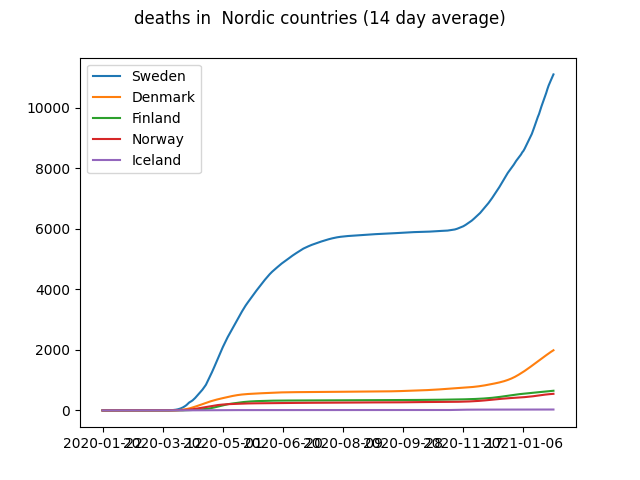 deaths in  Nordic countries (14 day average)
Sweden
Denmark
Finland
Norway
Iceland
10000
8000
6000
4000
2000
0
2020-01-22 2020-03-12 2020-05-01 2020-06-20 2020-08-09 2020-09-28 2020-11-17 2021-01-06